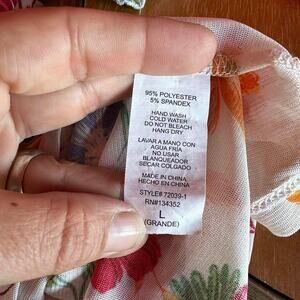 95% POLYESTER
5% SPANDEX
HAND WASH
COLD WATER
DO NOT BLEACH
HANG DRY
LAVAR A MANO CON
AGUA FRÍA
NO USAR
BLANQUEADOR
SECAR COLGADO
MADE IN CHINA
HECHO EN CHINA
STYLE# 72039-1
RN#134352
L
(GRANDE)